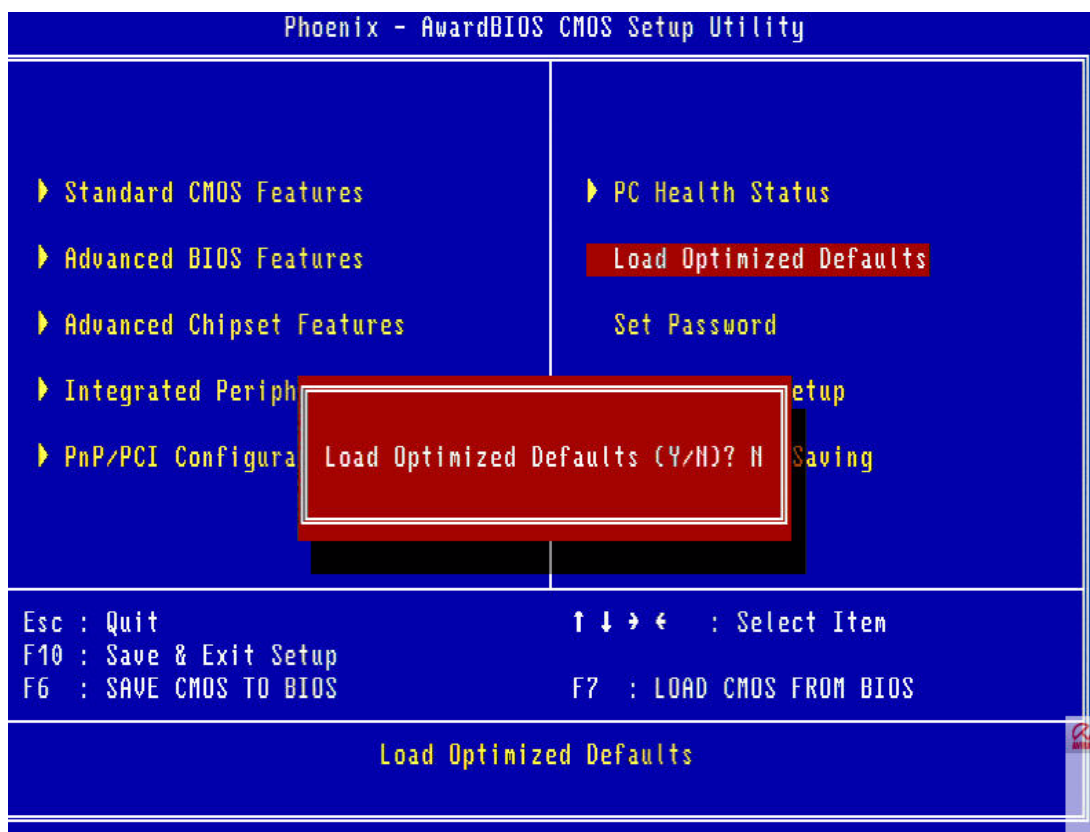 Phoenix - AwardBIOS CMOS Setup Utility
Standard CMOS Features
Advanced BIOS Features
Advanced Chipset Features
Integrated Periph
PnP/PCI Configura
PC Health Status
Load Optimized Defaults
Set Password
etup
Saving
Load Optimized Defaults (Y/N)? N
Esc : Quit
F10 : Save & Exit Setup
F6 : SAVE CMOS TO BIOS
↑ ↓ → ← : Select Item
F7 : LOAD CMOS FROM BIOS
Load Optimized Defaults